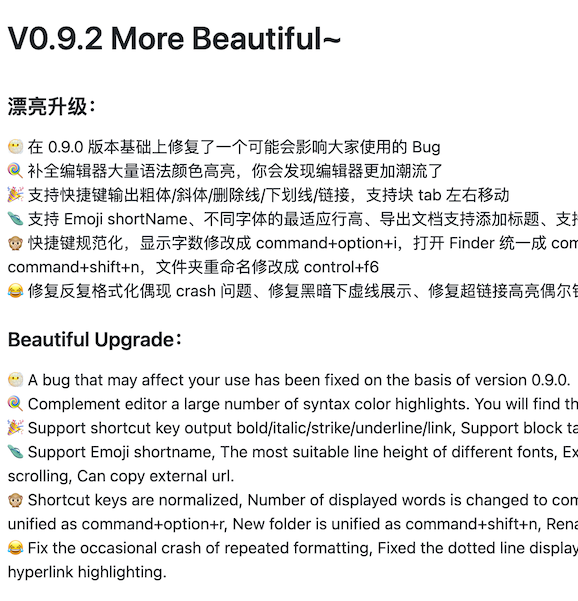 V0.9.2 More Beautiful~
漂亮升级：
😶 在 0.9.0 版本基础上修复了一个可能会影响大家使用的 Bug
🍭 补全编辑器大量语法颜色高亮，你会发现编辑器更加潮流了
🎉 支持快捷键输出粗体/斜体/删除线/下划线/链接，支持块 tab 左右移动
支持 Emoji shortName、不同字体的最适应行高、导出文档支持添加标题、支
🐵 快捷键规范化，显示字数修改成 command+option+i，打开 Finder 统一成
command+shift+n，文件夹重命名修改成 control+f6
😂 修复反复格式化偶现 crash 问题、修复黑暗下虚线展示、修复超链接高亮偶尔
Beautiful Upgrade：
😶 A bug that may affect your use has been fixed on the basis of version 0.9.0.
🍭 Complement editor a large number of syntax color highlights. You will find
🎉 Support shortcut key output bold/italic/strike/underline/link, Support block
Support Emoji shortname, The most suitable line height of different fonts,
scrolling, Can copy external url.
🐵 Shortcut keys are normalized, Number of displayed words is changed to
unified as command+option+r, New folder is unified as command+shift+n,
😂 Fix the occasional crash of repeated formatting, Fixed the dotted line display
hyperlink highlighting.